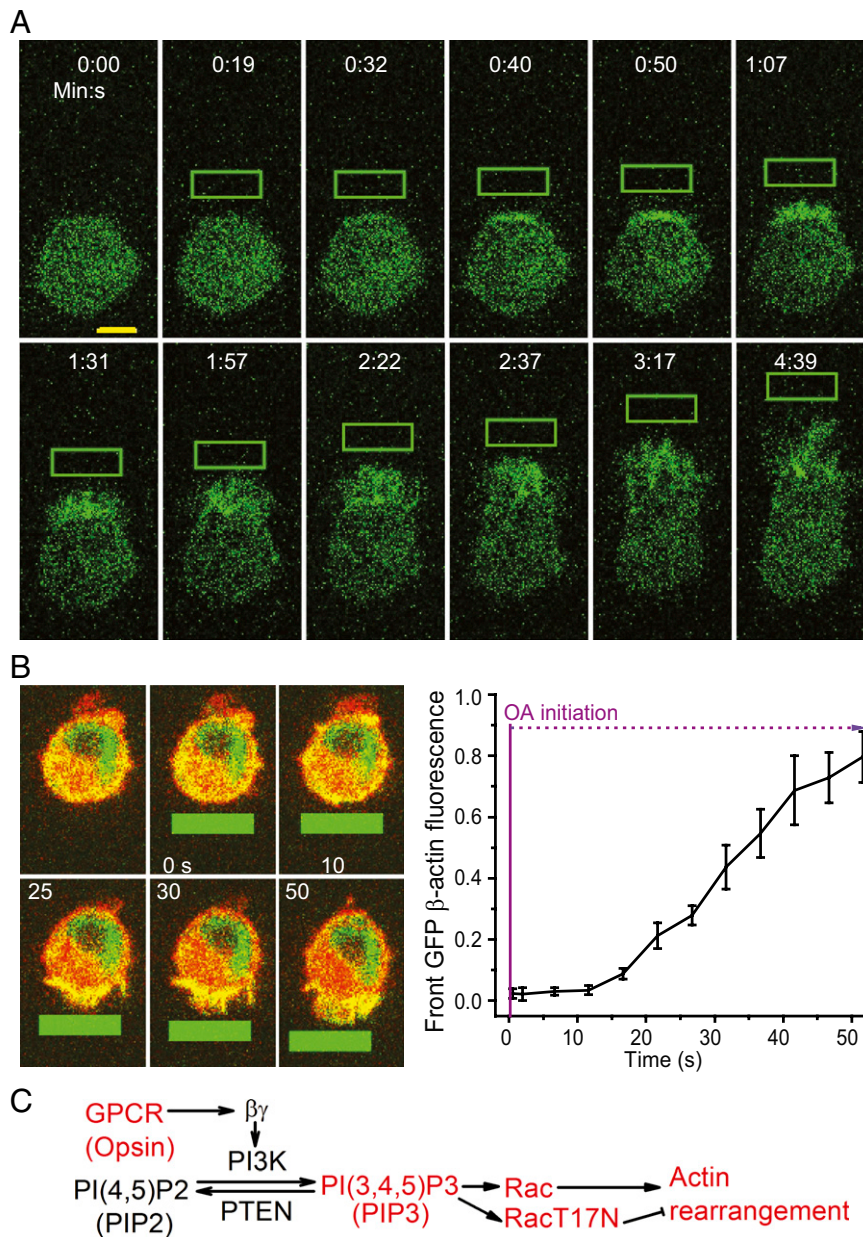 A
0:00 0:19 0:32 0:40 0:50 1:07
Min:s
1:31 1:57 2:22 2:37 3:17 4:39
B
0 s 10
25 30 50
OA initiation
Front GFP β-actin fluorescence
1.0
0.8
0.6
0.4
0.2
0.0
0 10 20 30 40 50
Time (s)
C
GPCR βγ
(Opsin)
PI3K
PI(4,5)P2 PI(3,4,5)P3 Rac Actin
(PIP2) PTEN (PIP3) RacT17N rearrangement